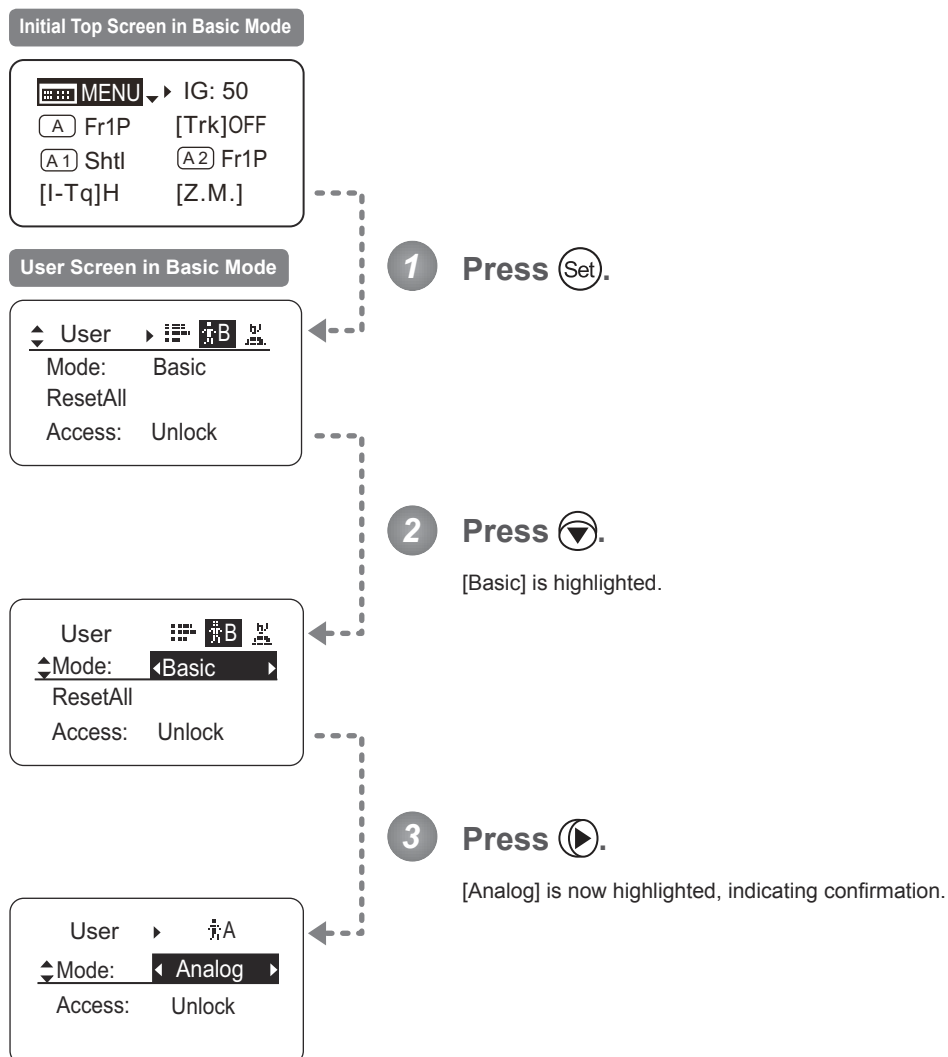 Initial Top Screen in Basic Mode
MENU IG: 50
A Fr1P [Trk]OFF
A1 Shtl A2 Fr1P
[I-Tq]H [Z.M.]
1 Press Set.
User Screen in Basic Mode
User B
Mode: Basic
ResetAll
Access: Unlock
2 Press .
[Basic] is highlighted.
User B
Mode: Basic
ResetAll
Access: Unlock
3 Press .
[Analog] is now highlighted, indicating confirmation.
User A
Mode: Analog
Access: Unlock